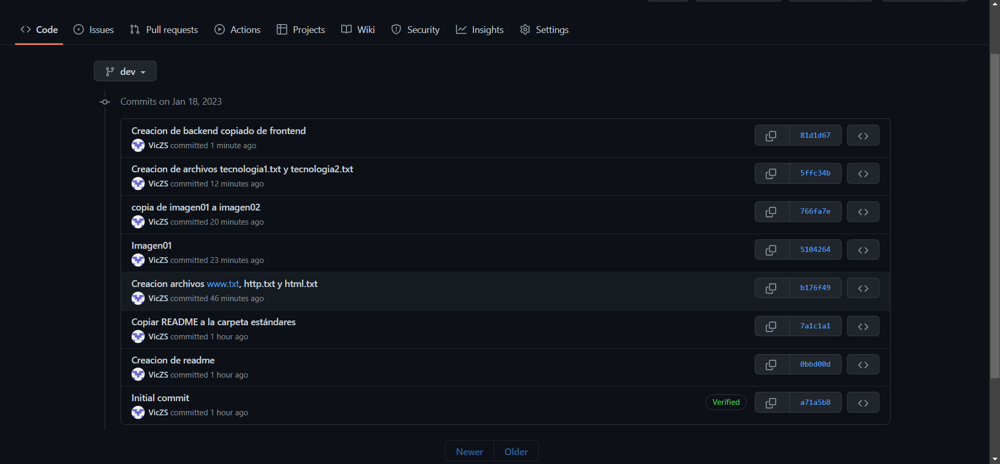 Code Issues Pull requests Actions Projects Wiki Security Insights Settings
dev
Commits on Jan 18, 2023
Creacion de backend copiado de frontend
81d1d67
VicZS committed 1 minute ago
Creacion de archivos tecnologia1.txt y tecnologia2.txt
5ffc34b
VicZS committed 12 minutes ago
copia de imagen01 a imagen02
766fa7e
VicZS committed 20 minutes ago
Imagen01
5104264
VicZS committed 23 minutes ago
Creacion archivos www.txt, http.txt y html.txt
b176f49
VicZS committed 46 minutes ago
Copiar README a la carpeta estándares
7a1c1a1
VicZS committed 1 hour ago
Creacion de readme
0bbd00d
VicZS committed 1 hour ago
Initial commit
Verified
a71a5b8
VicZS committed 1 hour ago
Newer Older